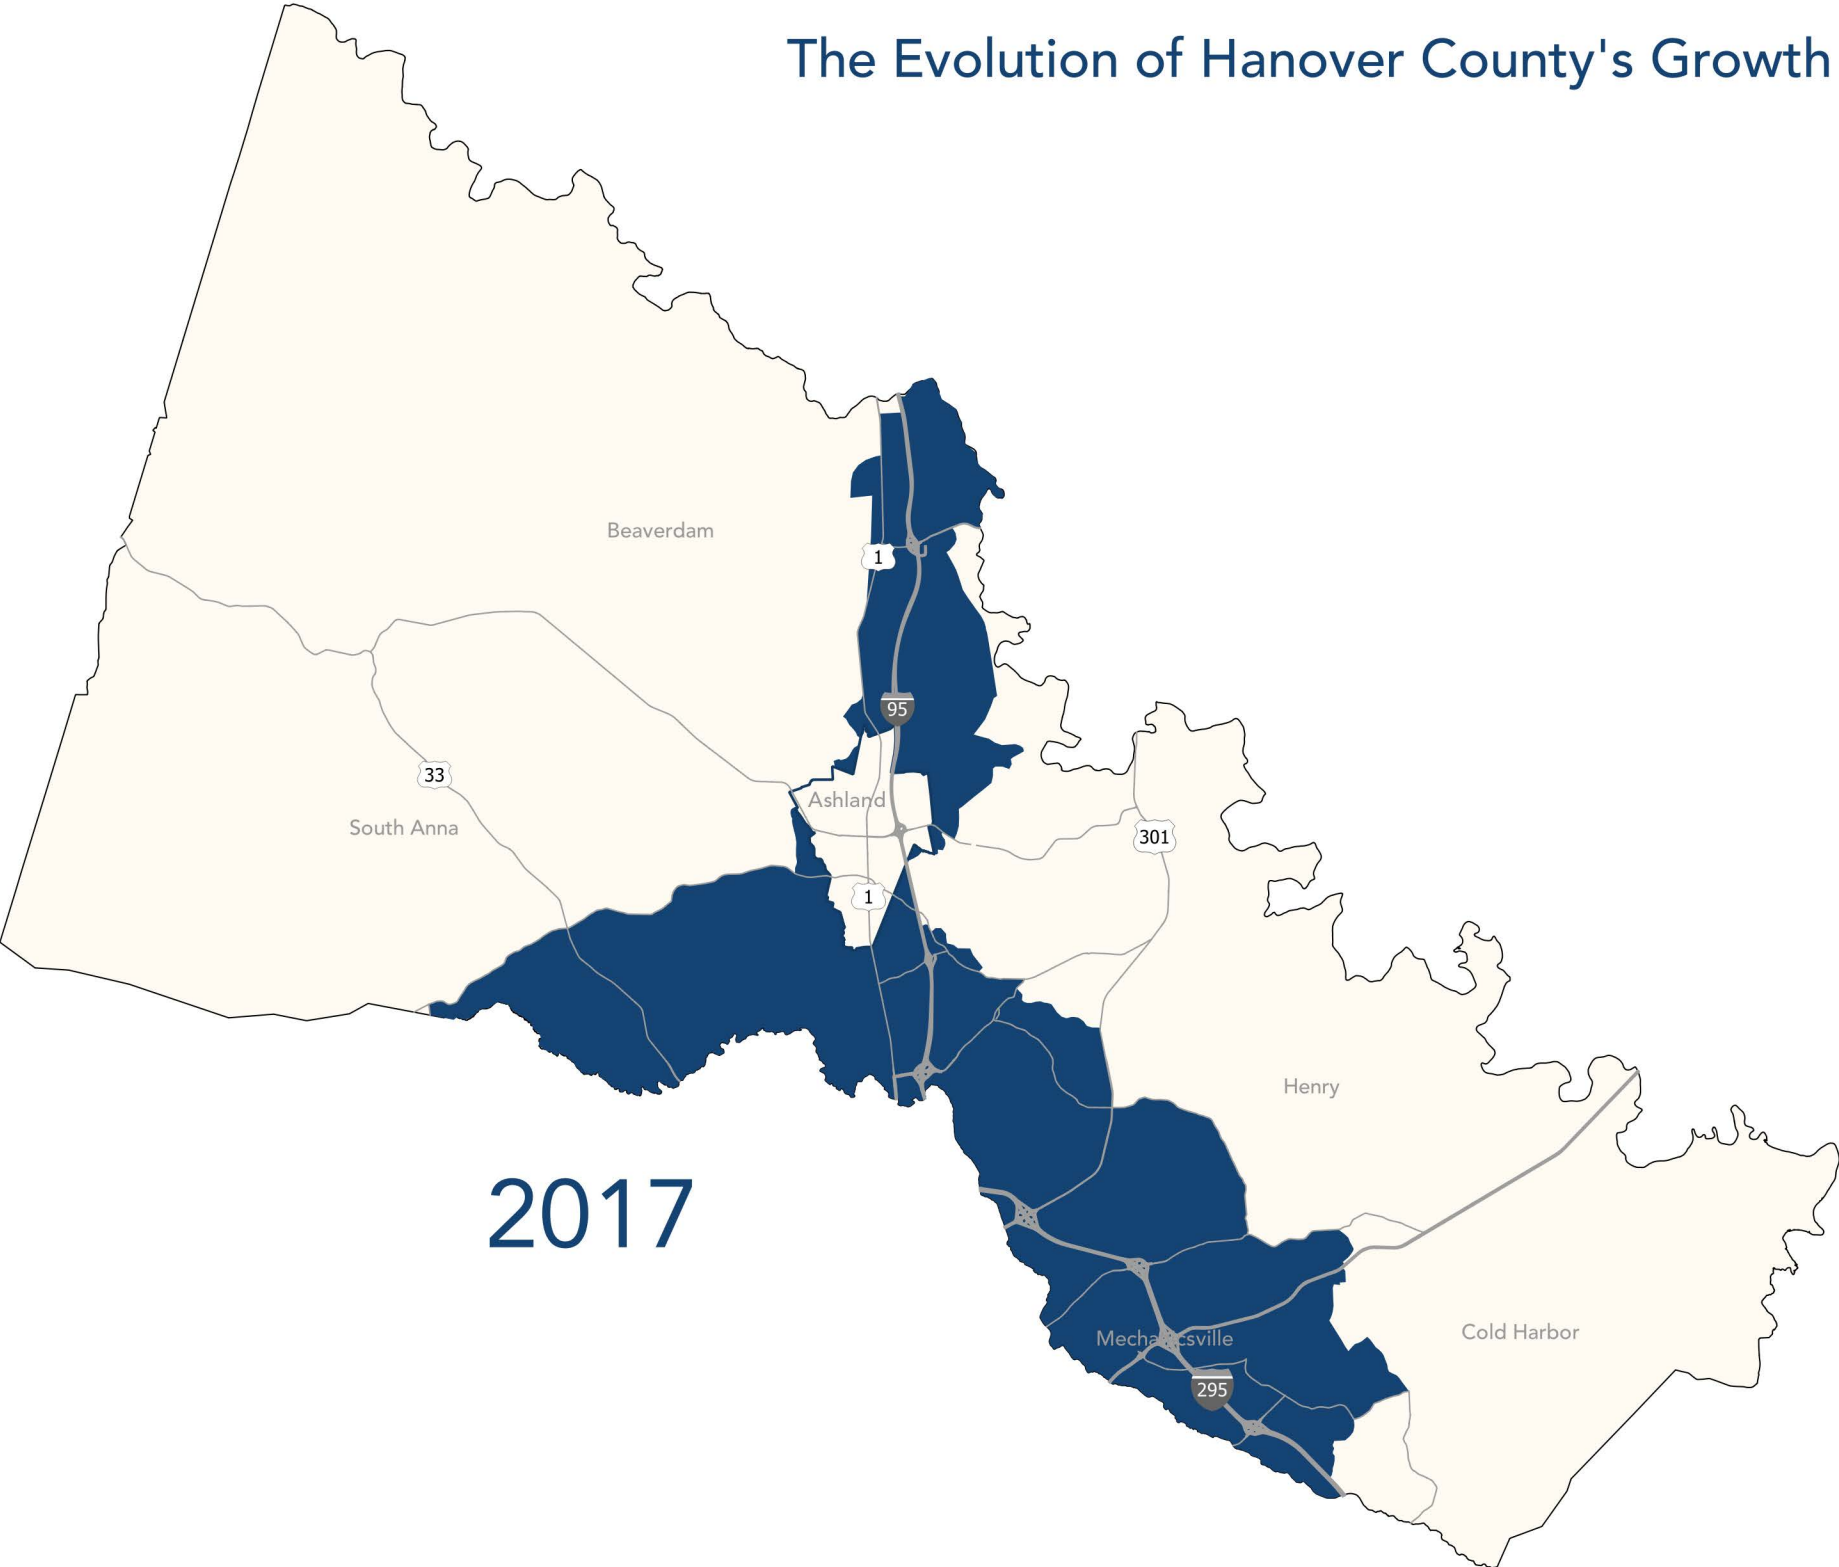 The Evolution of Hanover County's Growth
Beaverdam
1
95
33
Ashland
South Anna
301
1
Henry
2017
Mechanicsville
Cold Harbor
295